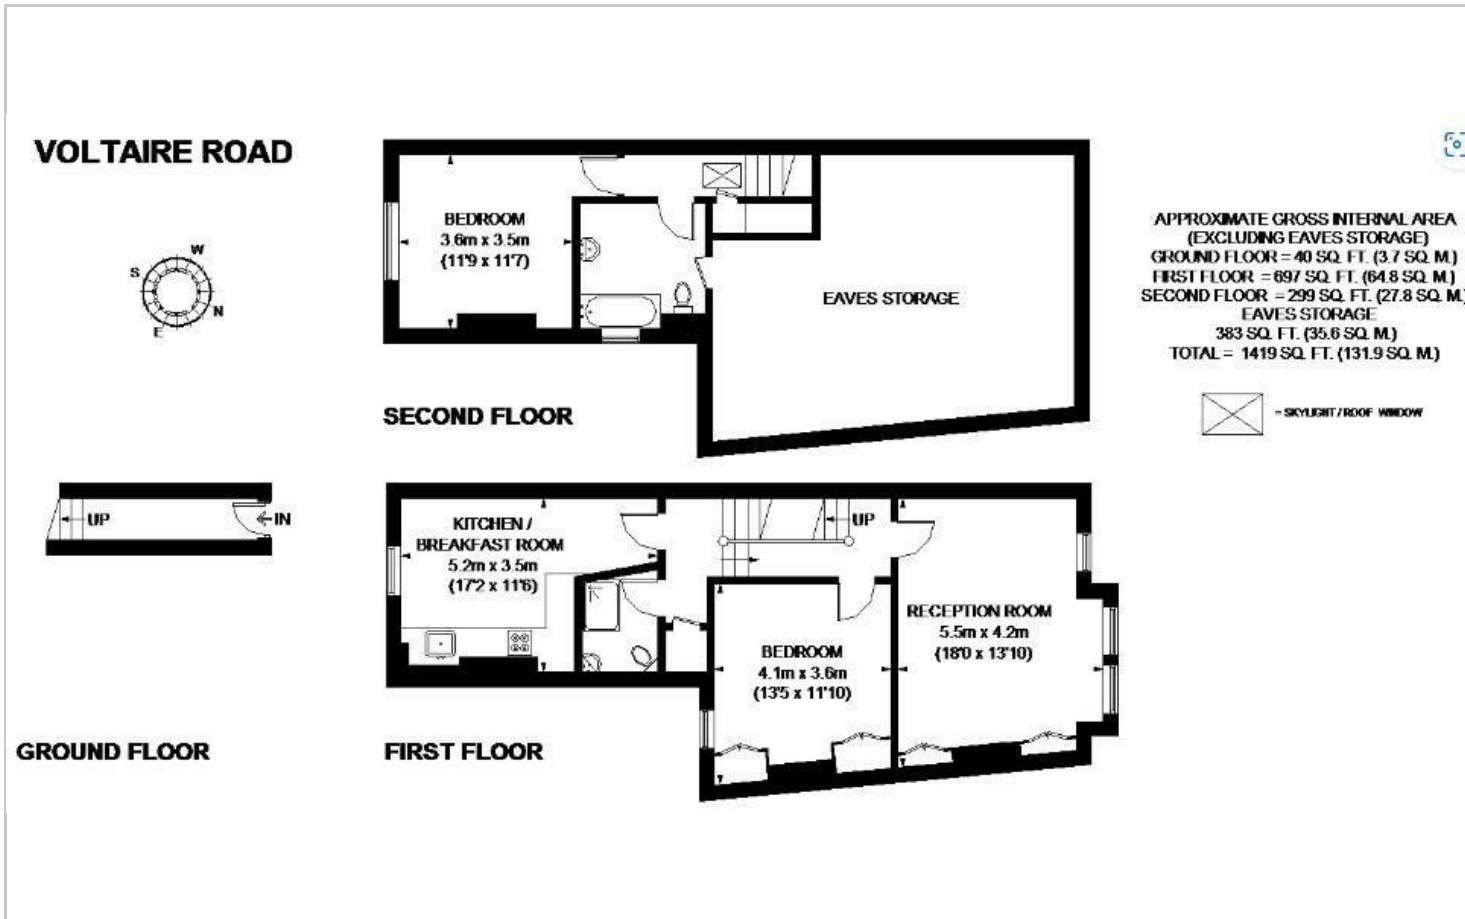 VOLTAIRE ROAD
W
S
N
E
BEDROOM
3.6m x 3.5m
(11'9 x 11'7)
EAVES STORAGE
SECOND FLOOR
APPROXIMATE GROSS INTERNAL AREA
(EXCLUDING EAVES STORAGE)
GROUND FLOOR = 40 SQ. FT. (3.7 SQ. M.)
FIRST FLOOR = 697 SQ. FT. (64.8 SQ. M.)
SECOND FLOOR = 299 SQ. FT. (27.8 SQ. M.)
EAVES STORAGE
383 SQ. FT. (35.6 SQ. M.)
TOTAL = 1419 SQ. FT. (131.9 SQ. M.)
= SKYLIGHT / ROOF WINDOW
UP
IN
GROUND FLOOR
KITCHEN /
BREAKFAST ROOM
5.2m x 3.5m
(17'2 x 11'6)
UP
BEDROOM
4.1m x 3.6m
(13'5 x 11'10)
RECEPTION ROOM
5.5m x 4.2m
(18'0 x 13'10)
FIRST FLOOR